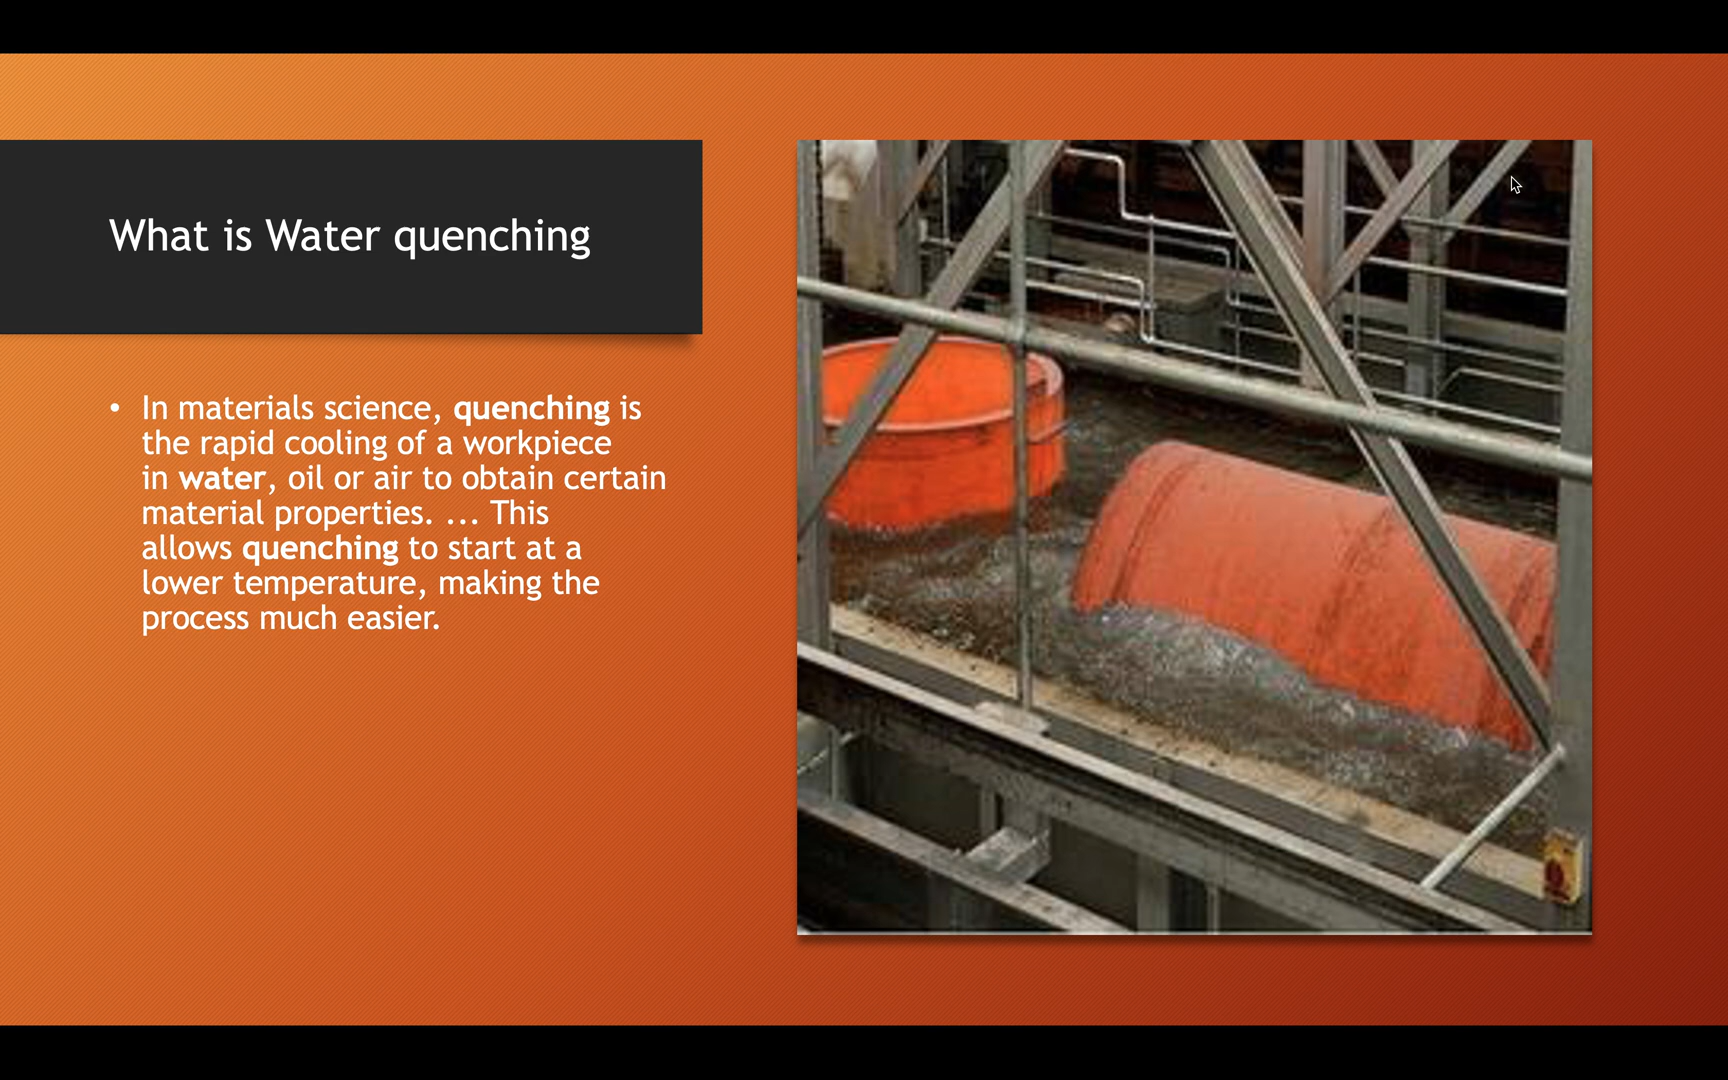 What is Water quenching
• In materials science, quenching is
the rapid cooling of a workpiece
in water, oil or air to obtain certain
material properties. ... This
allows quenching to start at a
lower temperature, making the
process much easier.